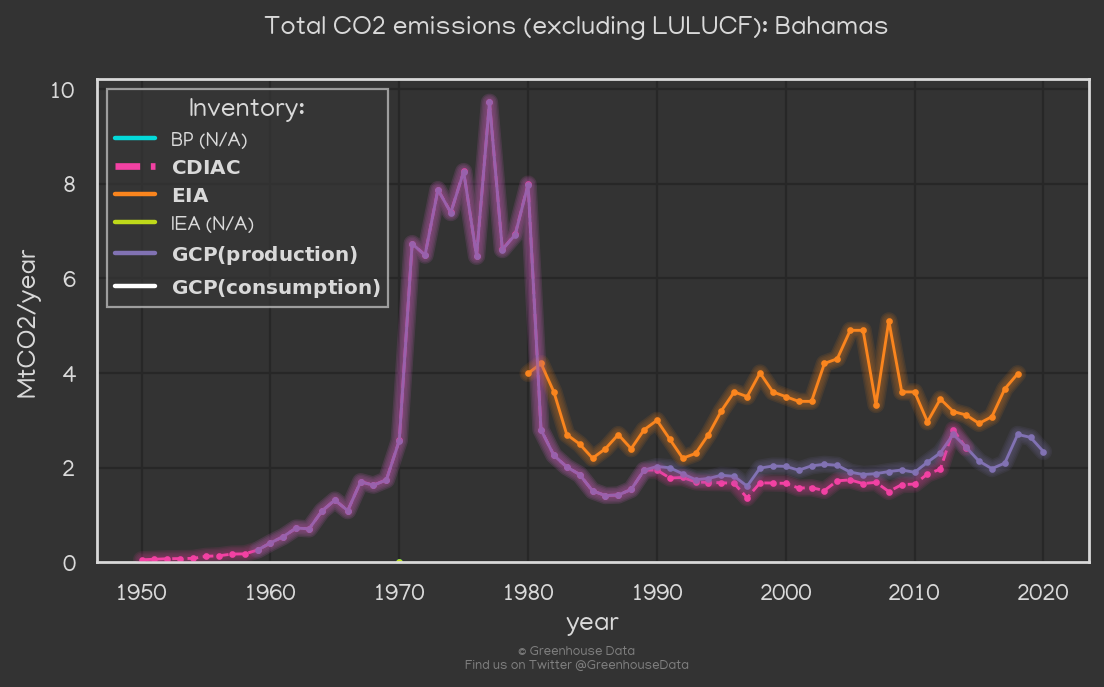 Total CO2 emissions (excluding LULUCF): Bahamas
Inventory:
BP (N/A)
CDIAC
EIA
IEA (N/A)
GCP(production)
GCP(consumption)
MtCO2/year
10
8
6
4
2
0
1950 1960 1970 1980 1990 2000 2010 2020
year
© Greenhouse Data
Find us on Twitter @GreenhouseData